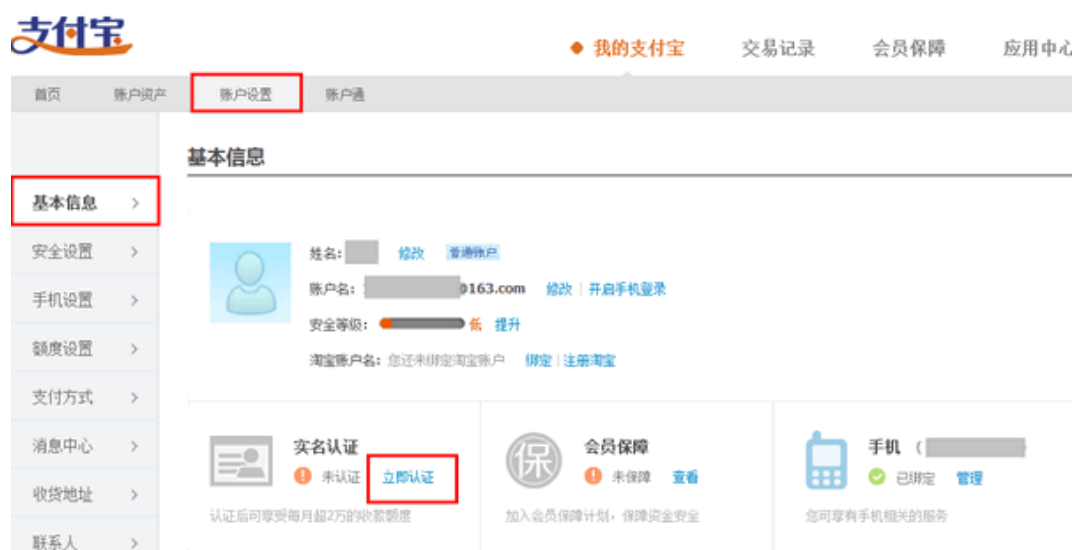 支付宝
我的支付宝 交易记录 会员保障 应用中心
首页 账户资产 账户设置 账户通
基本信息
基本信息 >
安全设置 >
手机设置 >
额度设置 >
支付方式 >
消息中心 >
收货地址 >
联系人 >
姓名: 修改 普通账户
账户名: @163.com 修改 | 开启手机登录
安全等级: 低 提升
淘宝账户名: 您还未绑定淘宝账户 绑定 | 注册淘宝
实名认证
! 未认证 立即认证
认证后可享受每月超2万的收款额度
保
会员保障
! 未保障 查看
加入会员保障计划，保障资金安全
手机 (
已绑定 管理
您可享有手机相关的服务